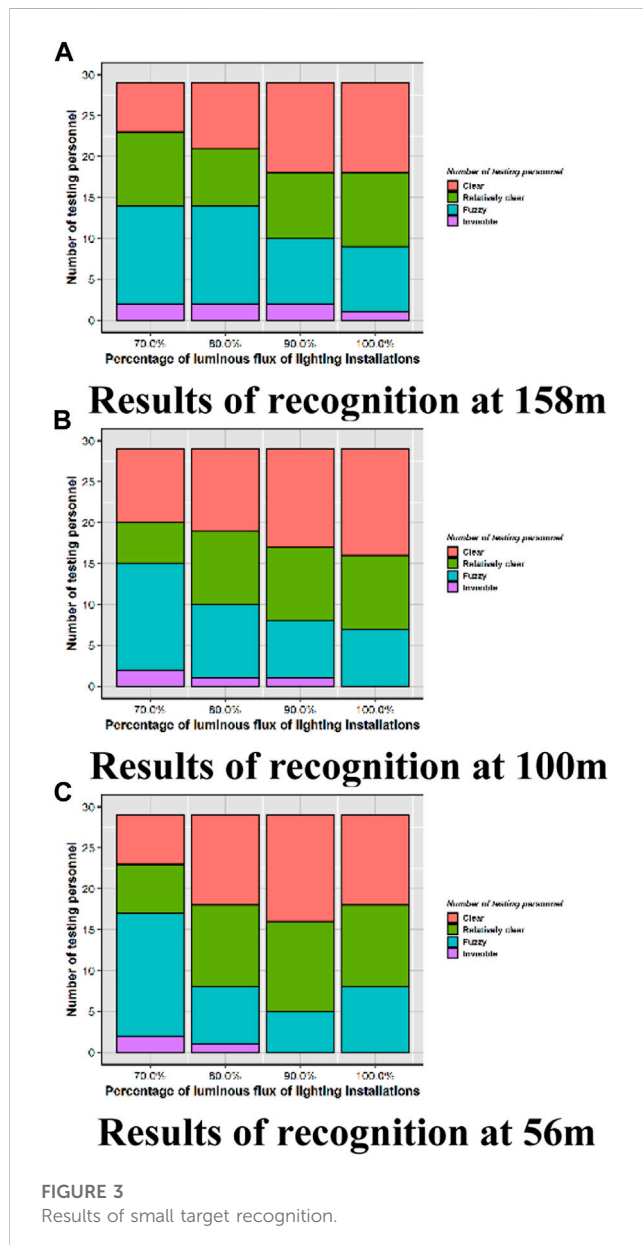 A
30
25
20
15
10
5
0
Number of testing personnel
70.0% 80.0% 90.0% 100.0%
Percentage of luminous flux of lighting Installations
Number of testing personnel
Clear
Relatively clear
Fuzzy
Invisible
Results of recognition at 158m
B
30
25
20
15
10
5
0
Number of testing personnel
70.0% 80.0% 90.0% 100.0%
Percentage of luminous flux of lighting Installations
Number of testing personnel
Clear
Relatively clear
Fuzzy
Invisible
Results of recognition at 100m
C
30
25
20
15
10
5
0
Number of testing personnel
70.0% 80.0% 90.0% 100.0%
Percentage of luminous flux of lighting Installations
Number of testing personnel
Clear
Relatively clear
Fuzzy
Invisible
Results of recognition at 56m
FIGURE 3
Results of small target recognition.